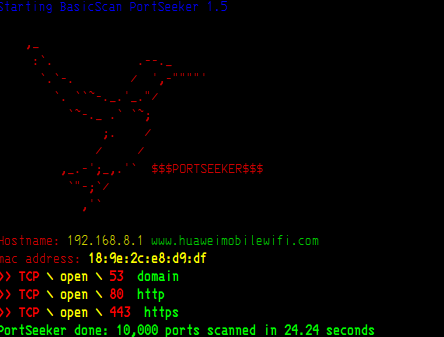 Starting BasicScan PortSeeker 1.5
$$$PORTSEEKER$$$
Hostname: 192.168.8.1 www.huaweimobilewifi.com
mac address: 18:9e:2c:e8:d9:df
>> TCP \ open \ 53 domain
>> TCP \ open \ 80 http
>> TCP \ open \ 443 https
PortSeeker done: 10,000 ports scanned in 24.24 seconds